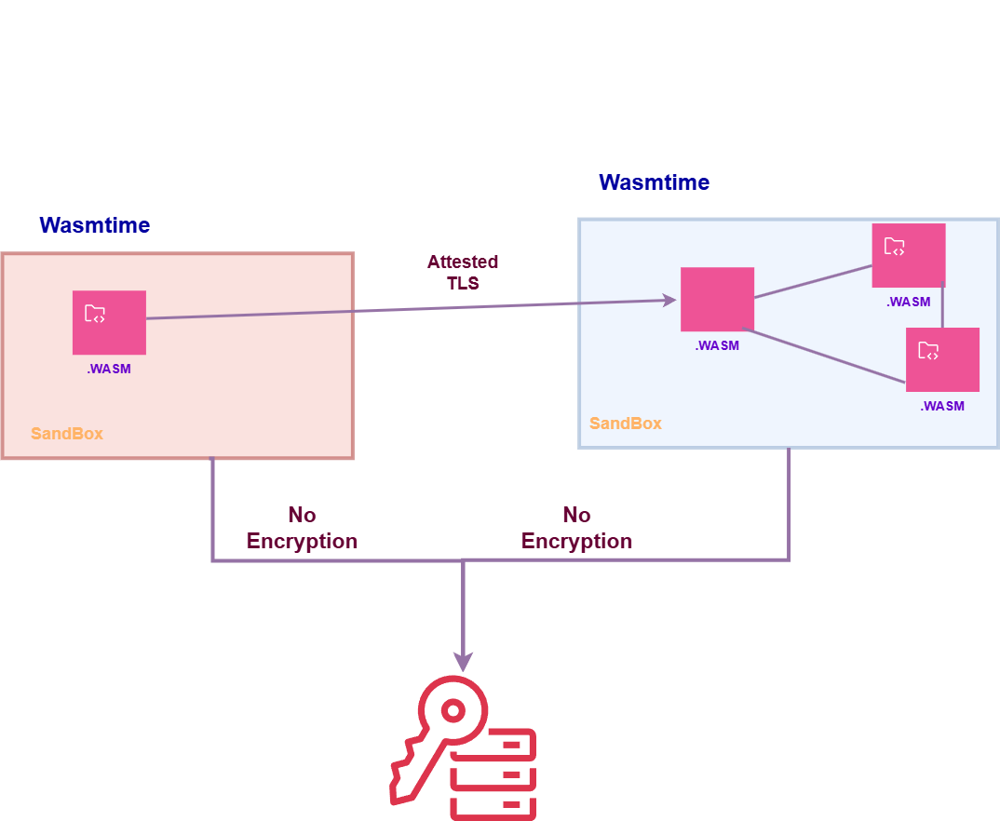 Wasmtime
Wasmtime
Attested
TLS
.WASM
.WASM
.WASM
.WASM
SandBox
SandBox
No
Encryption
No
Encryption